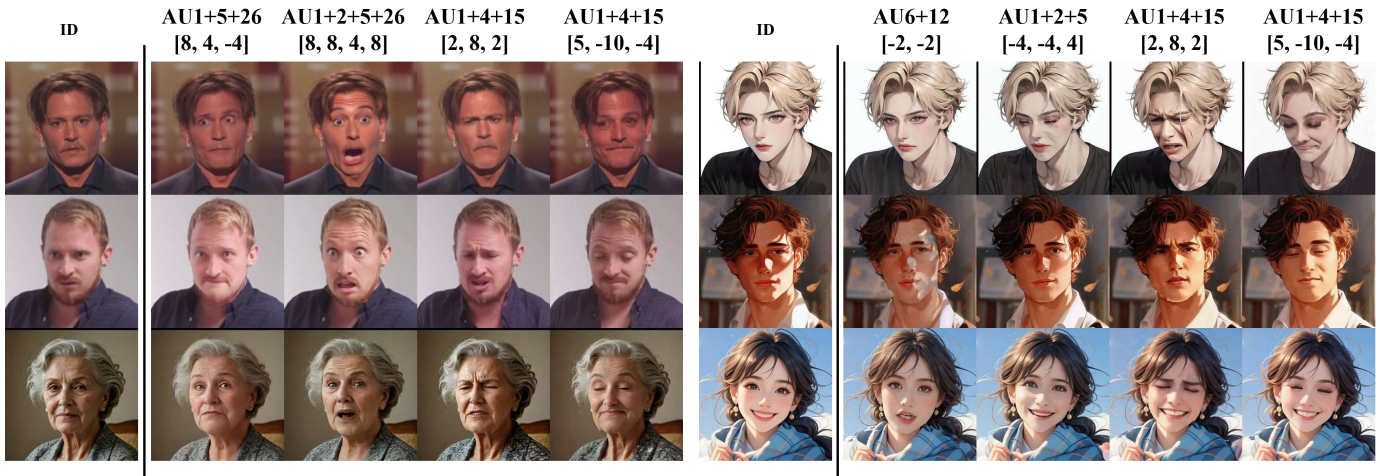 ID
AU1+5+26
[8, 4, -4]
AU1+2+5+26
[8, 8, 4, 8]
AU1+4+15
[2, 8, 2]
AU1+4+15
[5, -10, -4]
ID
AU6+12
[-2, -2]
AU1+2+5
[-4, -4, 4]
AU1+4+15
[2, 8, 2]
AU1+4+15
[5, -10, -4]